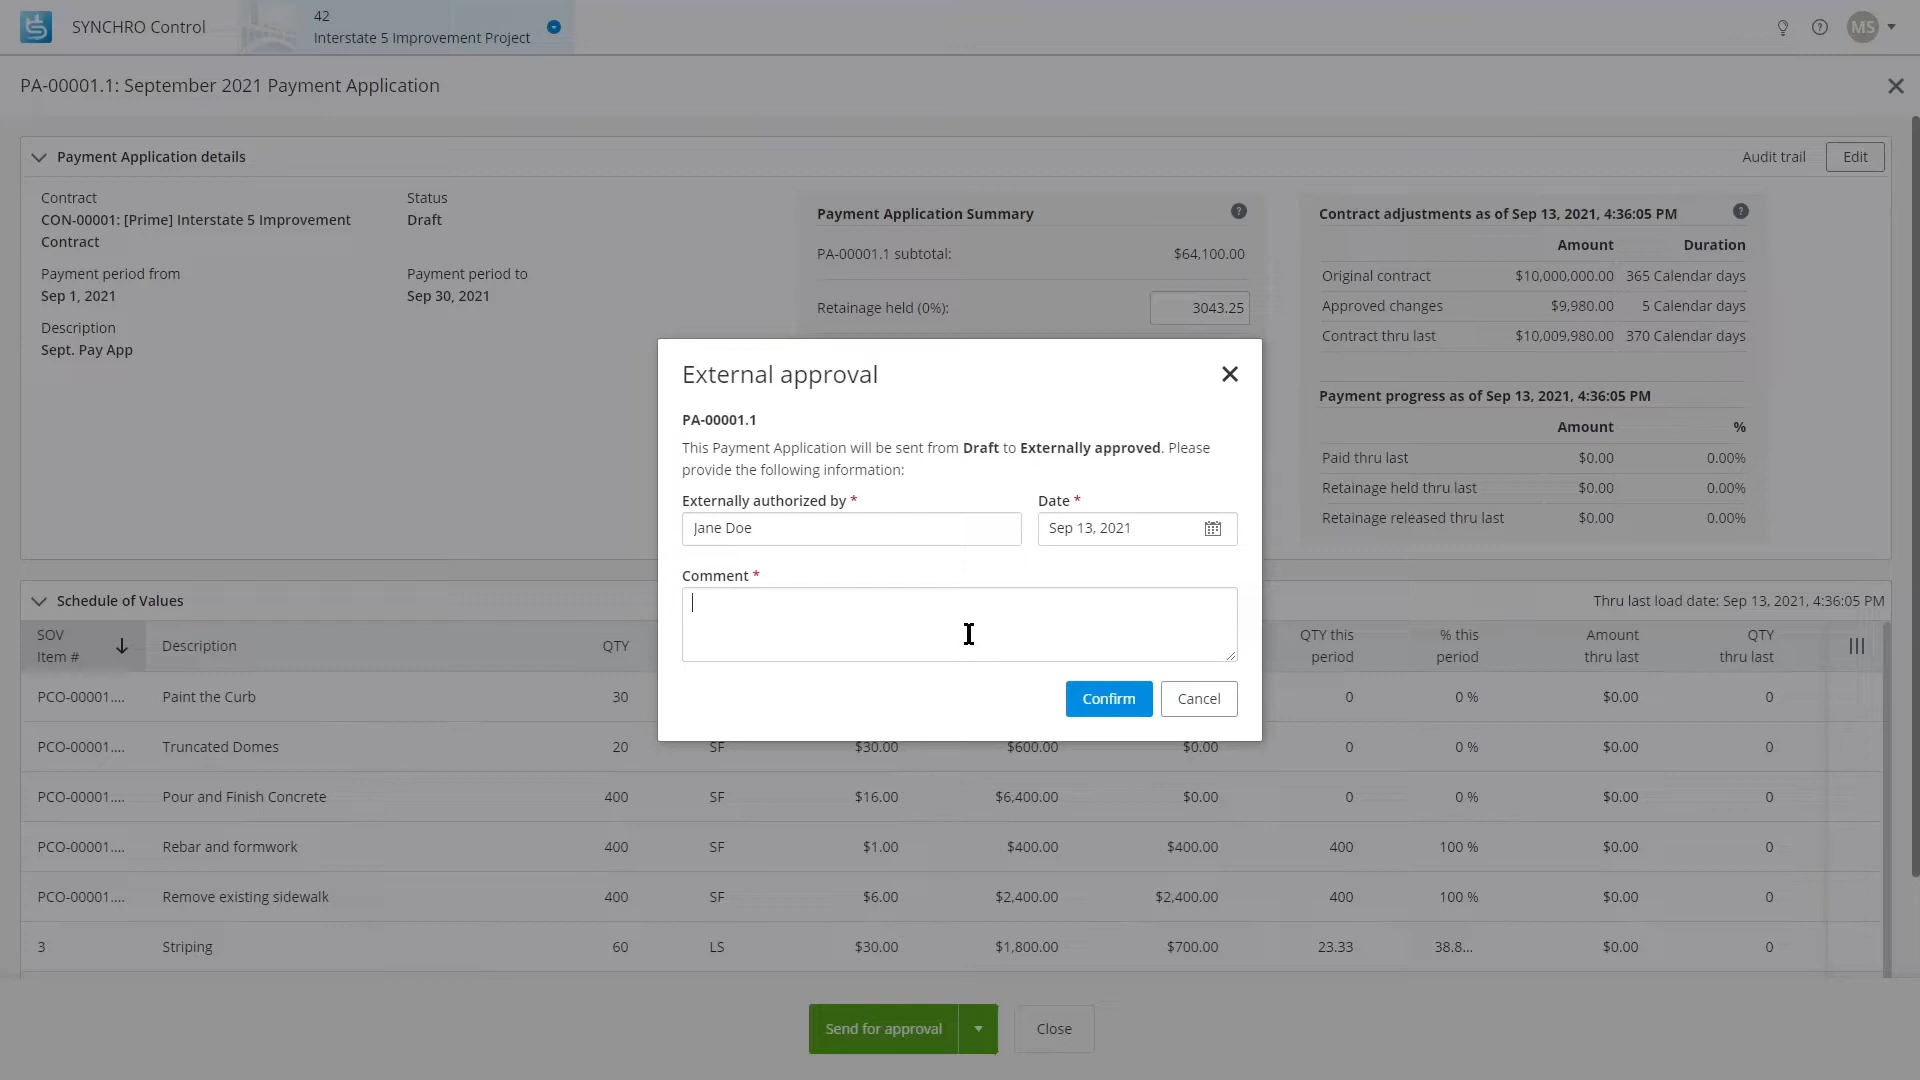 SYNCHRO Control
42
Interstate 5 Improvement Project
MS
PA-00001.1: September 2021 Payment Application
Payment Application details
Audit trail
Edit
Contract
CON-00001: [Prime] Interstate 5 Improvement
Contract
Status
Draft
Payment period from
Sep 1, 2021
Payment period to
Sep 30, 2021
Description
Sept. Pay App
Payment Application Summary
PA-00001.1 subtotal: $64,100.00
Retainage held (0%): 3043.25
Contract adjustments as of Sep 13, 2021, 4:36:05 PM
Amount Duration
Original contract $10,000,000.00 365 Calendar days
Approved changes $9,980.00 5 Calendar days
Contract thru last $10,009,980.00 370 Calendar days
Payment progress as of Sep 13, 2021, 4:36:05 PM
Amount %
Paid thru last $0.00 0.00%
Retainage held thru last $0.00 0.00%
Retainage released thru last $0.00 0.00%
External approval
PA-00001.1
This Payment Application will be sent from Draft to Externally approved. Please
provide the following information:
Externally authorized by * Date *
Jane Doe Sep 13, 2021
Comment *
Confirm Cancel
Schedule of Values
Thru last load date: Sep 13, 2021, 4:36:05 PM
SOV
Item #
Description
QTY
QTY this
period
% this
period
Amount
thru last
QTY
thru last
PCO-00001.... Paint the Curb 30 0 0 % $0.00 0
PCO-00001.... Truncated Domes 20 SF $30.00 $600.00 $0.00 0 0 % $0.00 0
PCO-00001.... Pour and Finish Concrete 400 SF $16.00 $6,400.00 $0.00 0 0 % $0.00 0
PCO-00001.... Rebar and formwork 400 SF $1.00 $400.00 $400.00 400 100 % $0.00 0
PCO-00001.... Remove existing sidewalk 400 SF $6.00 $2,400.00 $2,400.00 400 100 % $0.00 0
3 Striping 60 LS $30.00 $1,800.00 $700.00 23.33 38.8... $0.00 0
Send for approval
Close